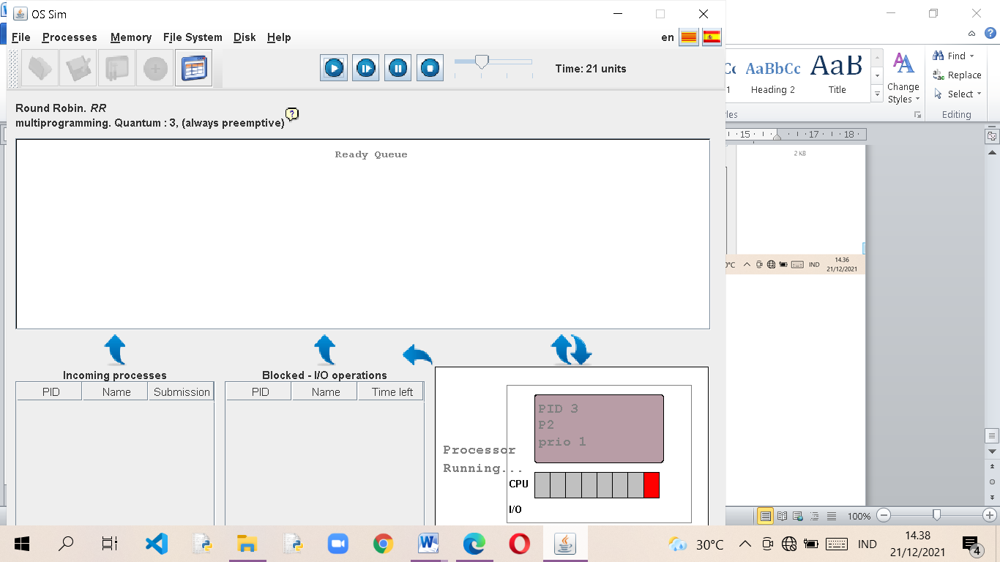 OS Sim
File Processes Memory File System Disk Help
en
Time: 21 units
Round Robin. RR
multiprogramming. Quantum : 3, (always preemptive)
?
Ready Queue
Incoming processes
PID Name Submission
Blocked - I/O operations
PID Name Time left
PID 3
P2
prio 1
Processor
Running...
CPU
I/O
AaBbCc AaB
1 Heading 2 Title
Change
Styles
Find
Replace
Select
les
Editing
15 17 18
2 KB
0°C IND 14.36
21/12/2021
100%
30°C IND 14.38
21/12/2021
4